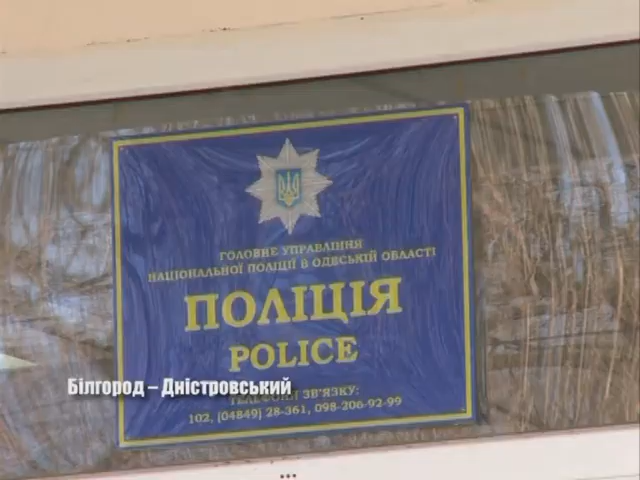 ГОЛОВНЕ УПРАВЛІННЯ
НАЦІОНАЛЬНОЇ ПОЛІЦІЇ В ОДЕСЬКІЙ ОБЛАСТІ
ПОЛІЦІЯ
POLICE
Білгород – Дністровський
ТЕЛЕФОНИ ЗВ'ЯЗКУ:
102, (04849) 28-361, 098-206-92-99